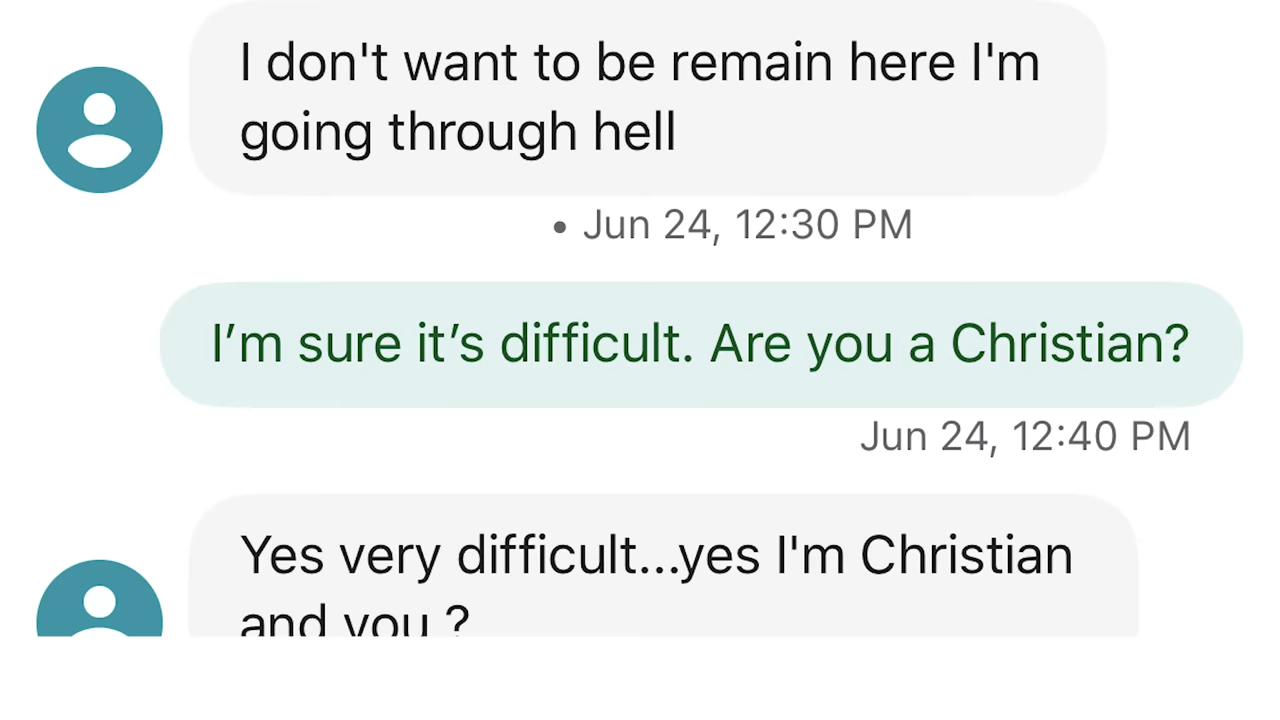 I don't want to be remain here I'm
going through hell
• Jun 24, 12:30 PM
I’m sure it’s difficult. Are you a Christian?
Jun 24, 12:40 PM
Yes very difficult...yes I'm Christian
and you ?